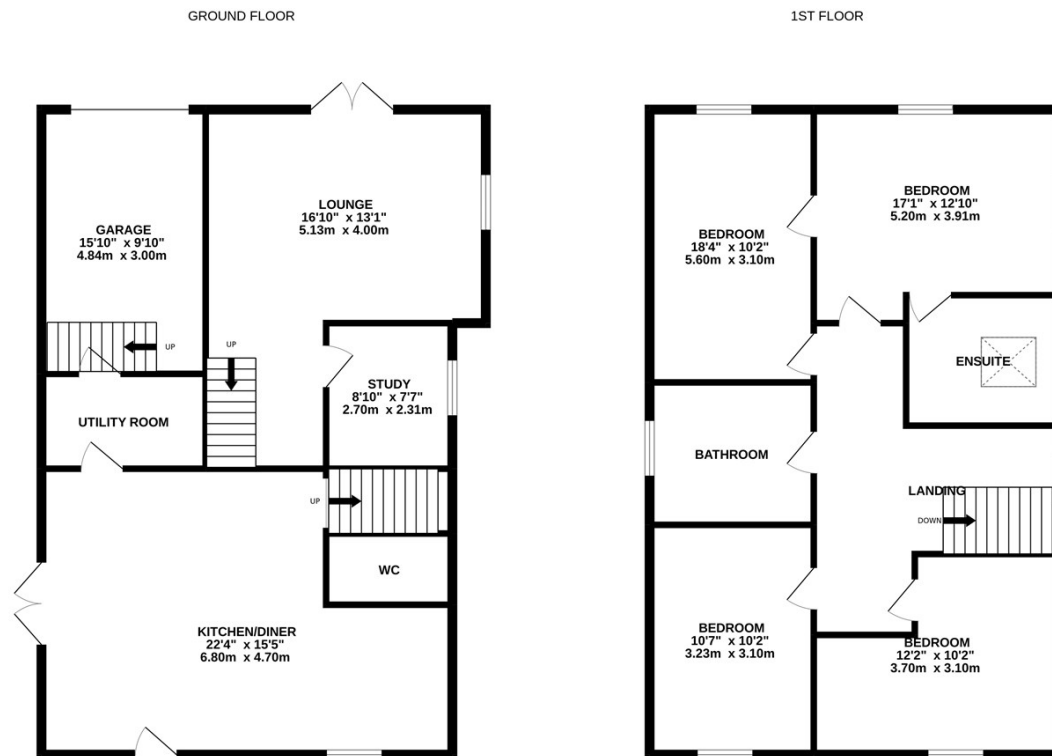 GROUND FLOOR
GARAGE
15'10" x 9'10"
4.84m x 3.00m
UP
UP
LOUNGE
16'10" x 13'1"
5.13m x 4.00m
STUDY
8'10" x 7'7"
2.70m x 2.31m
UTILITY ROOM
UP
WC
KITCHEN/DINER
22'4" x 15'5"
6.80m x 4.70m
1ST FLOOR
BEDROOM
18'4" x 10'2"
5.60m x 3.10m
BEDROOM
17'1" x 12'10"
5.20m x 3.91m
ENSUITE
BATHROOM
LANDING
DOWN
BEDROOM
10'7" x 10'2"
3.23m x 3.10m
BEDROOM
12'2" x 10'2"
3.70m x 3.10m